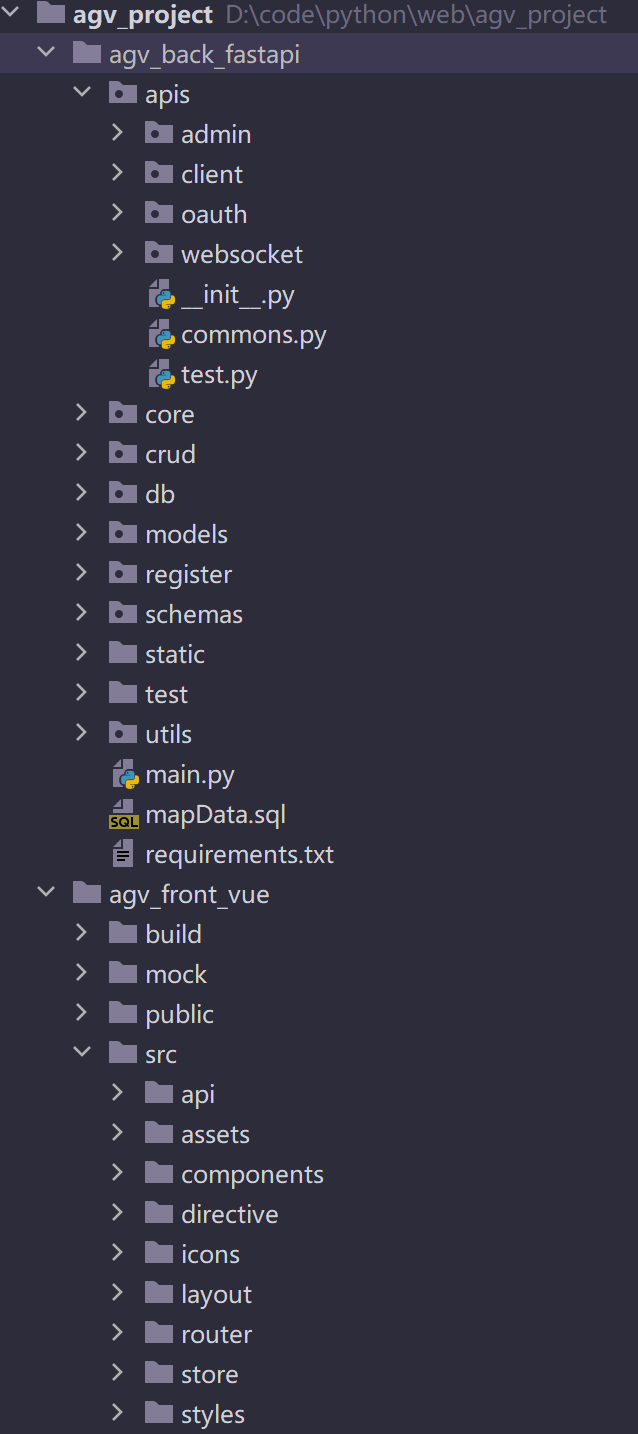 agv_project D:\code\python\web\agv_project
agv_back_fastapi
apis
admin
client
oauth
websocket
__init__.py
commons.py
test.py
core
crud
db
models
register
schemas
static
test
utils
main.py
SQL mapData.sql
requirements.txt
agv_front_vue
build
mock
public
src
api
assets
components
directive
icons
layout
router
store
styles